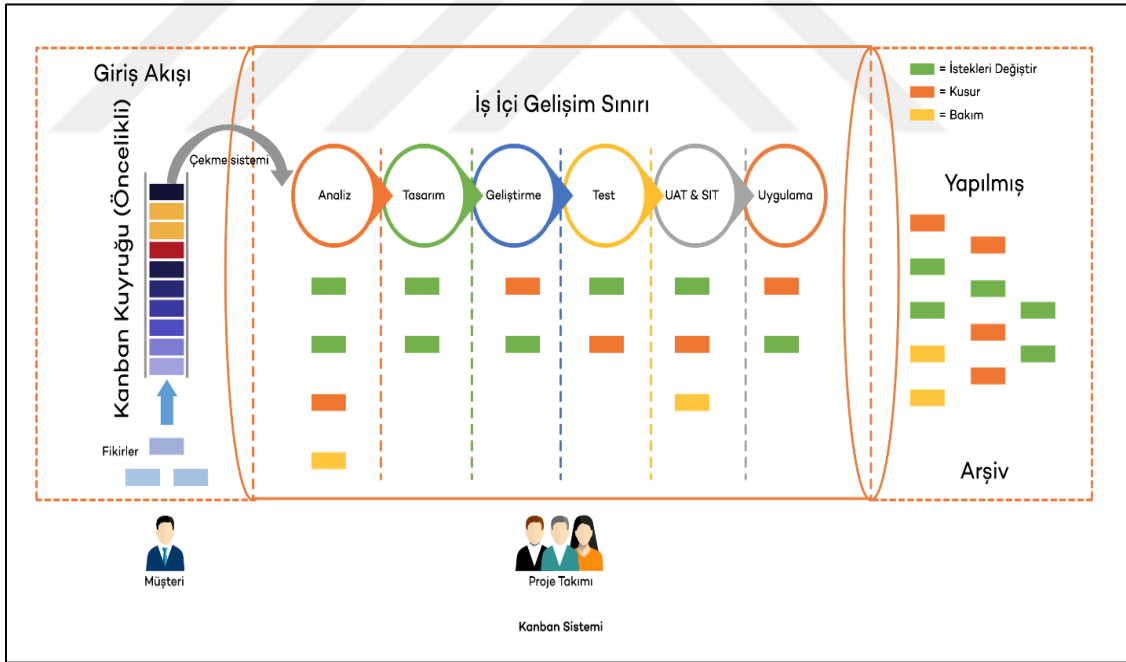 Giriş Akışı
Kanban Kuyruğu (Öncelikli)
Çekme sistemi
Fikirler
Müşteri
İş İçi Gelişim Sınırı
Analiz
Tasarım
Geliştirme
Test
UAT & SIT
Uygulama
Proje Takımı
= İstekleri Değiştir
= Kusur
= Bakım
Yapılmış
Arşiv
Kanban Sistemi